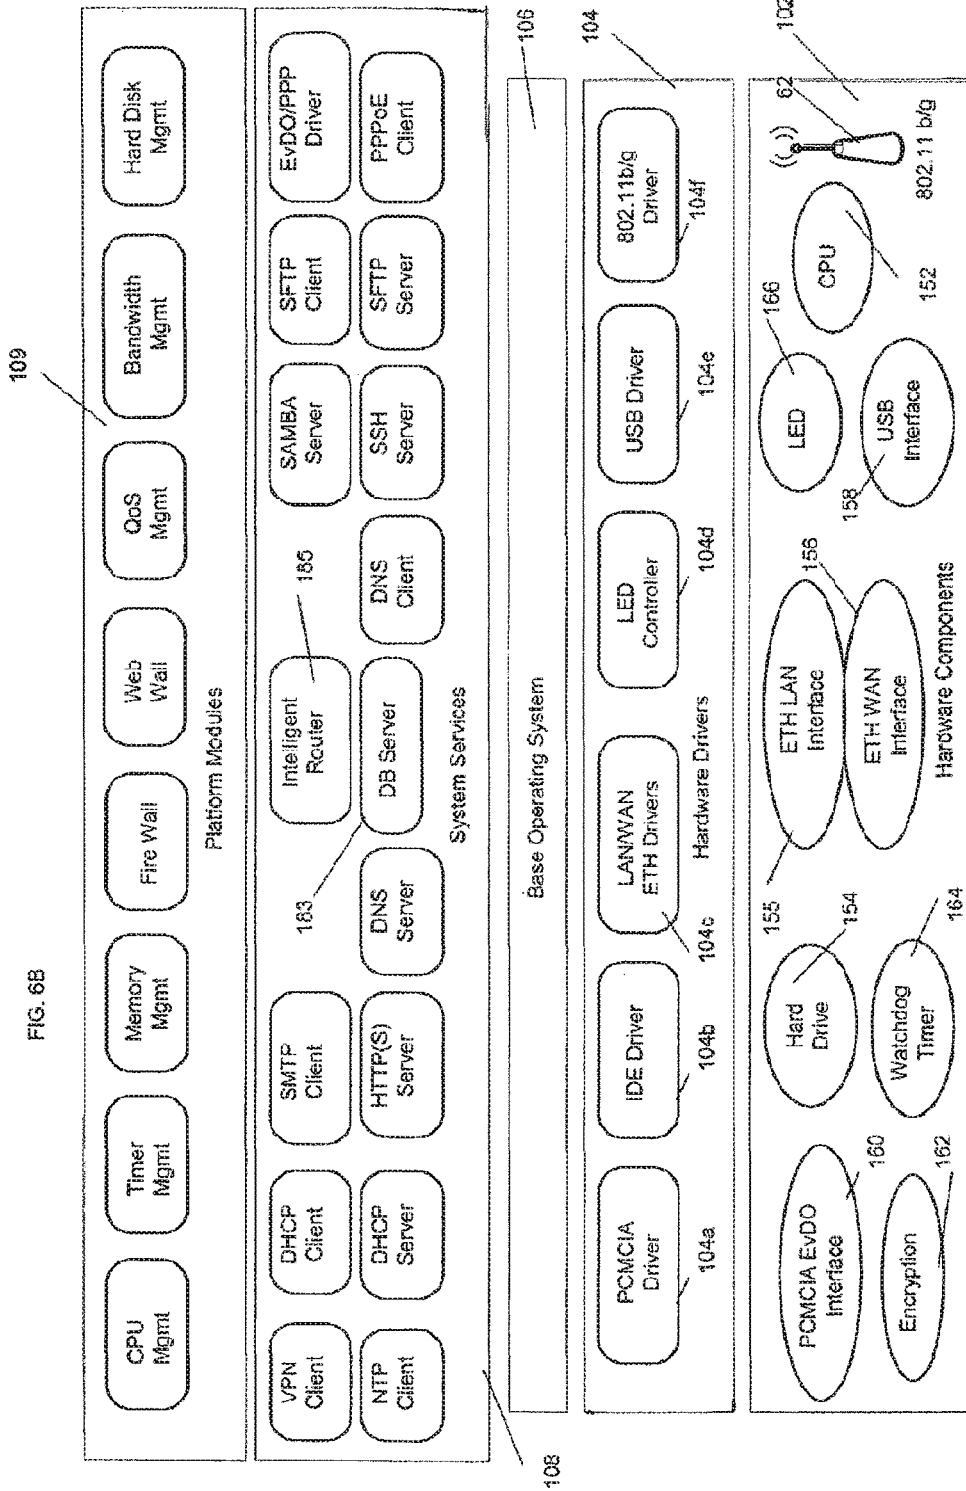 FIG. 6B
109
CPU
Mgmt
Timer
Mgmt
Memory
Mgmt
Fire Wall
Web
Wall
QoS
Mgmt
Bandwidth
Mgmt
Hard Disk
Mgmt
Platform Modules
VPN
Client
DHCP
Client
SMTP
Client
183
Intelligent
Router
185
SAMBA
Server
SFTP
Client
EvDO/PPP
Driver
NTP
Client
DHCP
Server
HTTP(S)
Server
DNS
Server
DB Server
DNS
Client
SSH
Server
SFTP
Server
PPPoE
Client
System Services
108
Base Operating System
106
PCMCIA
Driver
IDE Driver
LAN/WAN
ETH Drivers
LED
Controller
USB Driver
802.11b/g
Driver
104
104a
104b
104c
Hardware Drivers
104d
104e
104f
PCMCIA EvDO
Interface
160
Hard
Drive
155
154
ETH LAN
Interface
156
LED
166
CPU
62
102
Encryption
162
Watchdog
Timer
164
ETH WAN
Interface
158
USB
Interface
152
802.11 b/g
Hardware Components